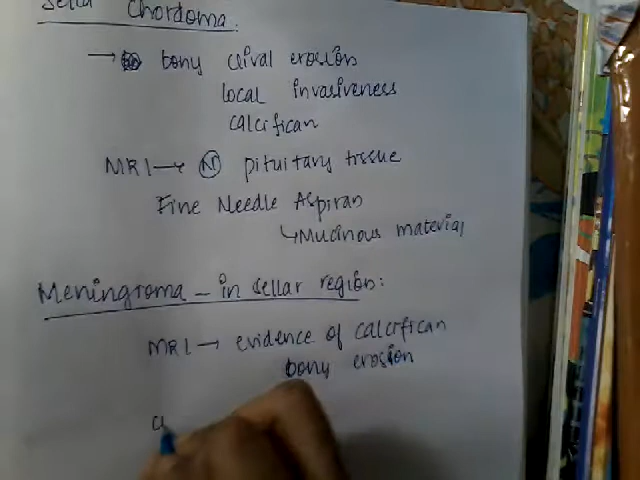 Sella Chordoma
→ bony clival erosion
local invasiveness
calcifican
MRI → (N) pituitary tissue
Fine Needle Aspiran
↳ Mucinous material
Meningroma - in sellar region:
MRI → evidence of calcifican
bony erosion